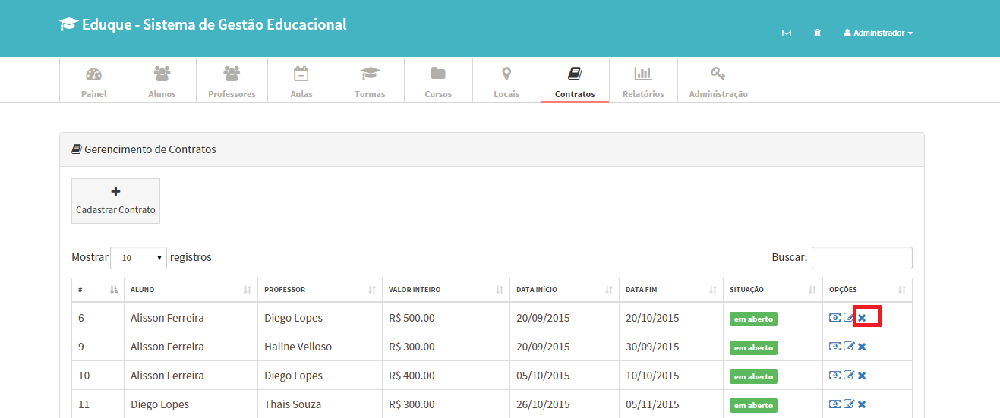 Eduque - Sistema de Gestão Educacional
Administrador
Painel Alunos Professores Aulas Turmas Cursos Locais Contratos Relatórios Administração
Gerencimento de Contratos
Cadastrar Contrato
Mostrar 10 registros Buscar:
# ALUNO PROFESSOR VALOR INTEIRO DATA INÍCIO DATA FIM SITUAÇÃO OPÇÕES
6 Alisson Ferreira Diego Lopes R$ 500.00 20/09/2015 20/10/2015 em aberto
9 Alisson Ferreira Haline Velloso R$ 300.00 20/09/2015 30/09/2015 em aberto
10 Alisson Ferreira Diego Lopes R$ 400.00 05/10/2015 10/10/2015 em aberto
11 Diego Lopes Thais Souza R$ 300.00 26/10/2015 05/11/2015 em aberto